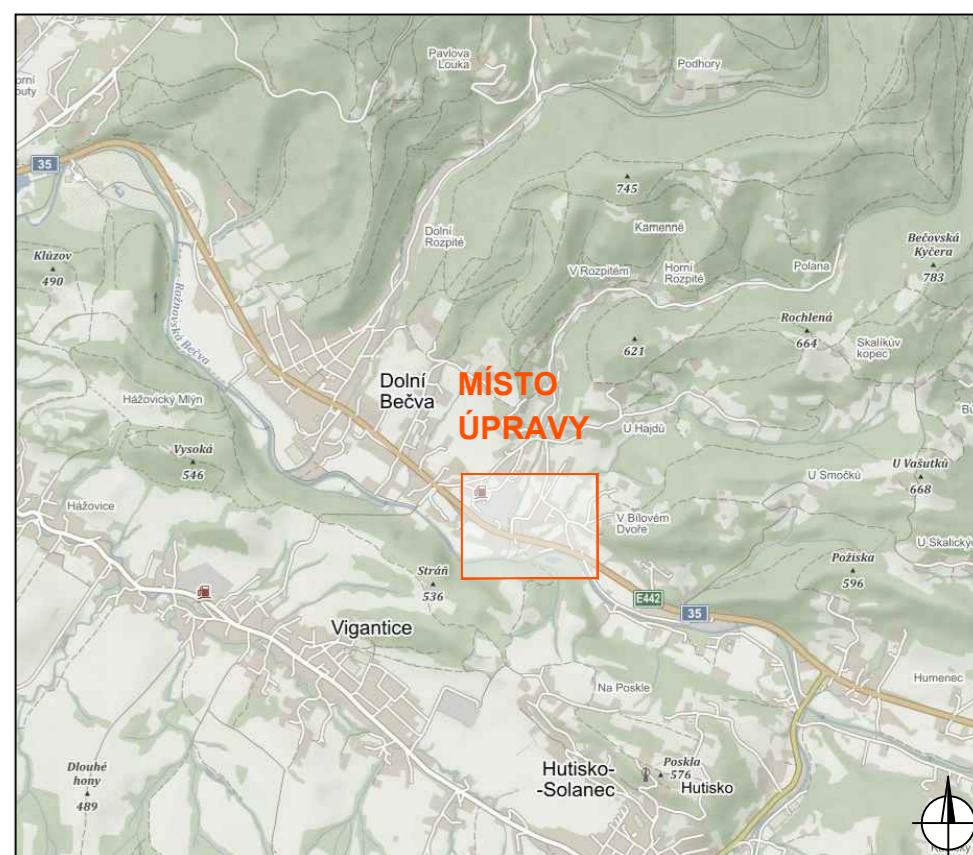 Pavlova
Louka
Podhory
35
745
Dolní
Rozpité
Kamenné
Bečovská
Kyčera
783
Klůzov
490
V Rozpitém
Horní
Rozpité
Polana
Rožnovská Bečva
Rochlená
664
621
Skalíkův
kopec
Dolní
Bečva
MÍSTO
ÚPRAVY
Hážovický Mlýn
U Hajdů
Vysoká
546
U Smočků
U Vašutků
668
Hážovice
V Bílovém
Dvoře
U Skalických
Stráň
536
Požiska
596
E442
35
Vigantice
Na Poskle
Humenec
Dlouhé
hony
489
Hutisko-
-Solanec
Poskla
576
Hutisko